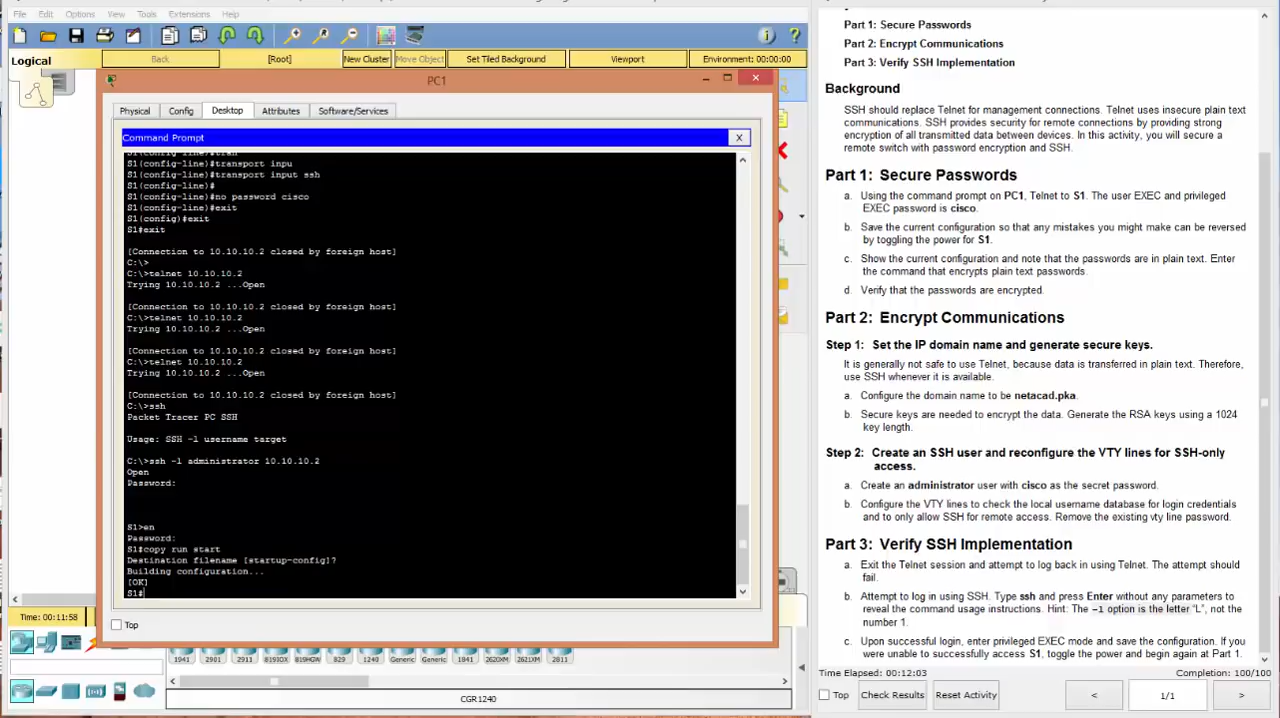 File Edit Options View Tools Extensions Help
Logical
Back
[Root]
New Cluster
Move Object
Set Tiled Background
Viewport
Environment: 00:00:00
PC1
Physical
Config
Desktop
Attributes
Software/Services
Command Prompt
X
S1(config-line)#tran
S1(config-line)#transport inpu
S1(config-line)#transport input ssh
S1(config-line)#
S1(config-line)#no password cisco
S1(config-line)#exit
S1(config)#exit
S1#exit
[Connection to 10.10.10.2 closed by foreign host]
C:\>
C:\>telnet 10.10.10.2
Trying 10.10.10.2 ...Open
[Connection to 10.10.10.2 closed by foreign host]
C:\>telnet 10.10.10.2
Trying 10.10.10.2 ...Open
[Connection to 10.10.10.2 closed by foreign host]
C:\>telnet 10.10.10.2
Trying 10.10.10.2 ...Open
[Connection to 10.10.10.2 closed by foreign host]
C:\>ssh
Packet Tracer PC SSH
Usage: SSH -l username target
C:\>ssh -l administrator 10.10.10.2
Open
Password:
S1>en
Password:
S1#copy run start
Destination filename [startup-config]?
Building configuration...
[OK]
S1#
Top
Time: 00:11:58
1941
2901
2911
819IOX
819HGW
829
1240
Generic
Generic
1841
2620XM
2621XM
2811
CGR1240
Part 1: Secure Passwords
Part 2: Encrypt Communications
Part 3: Verify SSH Implementation
Background
SSH should replace Telnet for management connections. Telnet uses insecure plain text
communications. SSH provides security for remote connections by providing strong
encryption of all transmitted data between devices. In this activity, you will secure a
remote switch with password encryption and SSH.
Part 1: Secure Passwords
a. Using the command prompt on PC1, Telnet to S1. The user EXEC and privileged
EXEC password is cisco.
b. Save the current configuration so that any mistakes you might make can be reversed
by toggling the power for S1.
c. Show the current configuration and note that the passwords are in plain text. Enter
the command that encrypts plain text passwords.
d. Verify that the passwords are encrypted.
Part 2: Encrypt Communications
Step 1: Set the IP domain name and generate secure keys.
It is generally not safe to use Telnet, because data is transferred in plain text. Therefore,
use SSH whenever it is available.
a. Configure the domain name to be netacad.pka.
b. Secure keys are needed to encrypt the data. Generate the RSA keys using a 1024
key length.
Step 2: Create an SSH user and reconfigure the VTY lines for SSH-only
access.
a. Create an administrator user with cisco as the secret password.
b. Configure the VTY lines to check the local username database for login credentials
and to only allow SSH for remote access. Remove the existing vty line password.
Part 3: Verify SSH Implementation
a. Exit the Telnet session and attempt to log back in using Telnet. The attempt should
fail.
b. Attempt to log in using SSH. Type ssh and press Enter without any parameters to
reveal the command usage instructions. Hint: The -l option is the letter "L", not the
number 1.
c. Upon successful login, enter privileged EXEC mode and save the configuration. If you
were unable to successfully access S1, toggle the power and begin again at Part 1.
Time Elapsed: 00:12:03
Completion: 100/100
Top
Check Results
Reset Activity
<
1/1
>